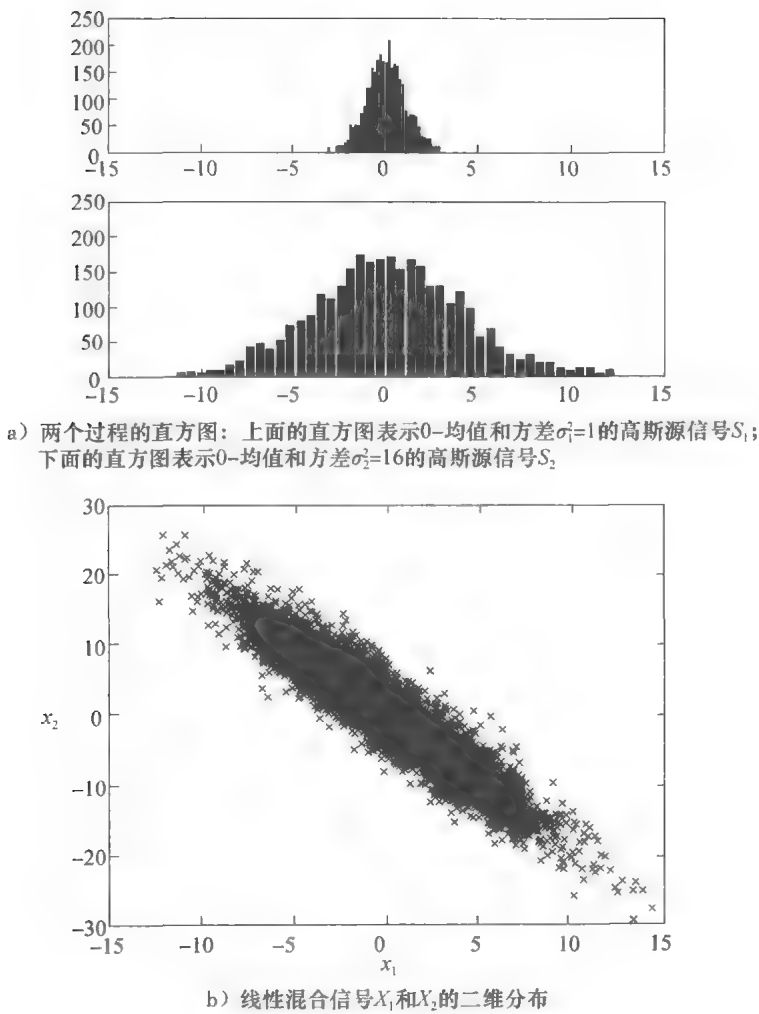 250
200
150
100
50
0
−15 −10 −5 0 5 10 15
250
200
150
100
50
0
−15 −10 −5 0 5 10 15
a）两个过程的直方图：上面的直方图表示0−均值和方差σ₁²=1的高斯源信号S₁；
下面的直方图表示0−均值和方差σ₂²=16的高斯源信号S₂
30
20
10
x₂
0
−10
−20
−30
−15 −10 −5 0 5 10 15
x₁
b）线性混合信号X₁和X₂的二维分布